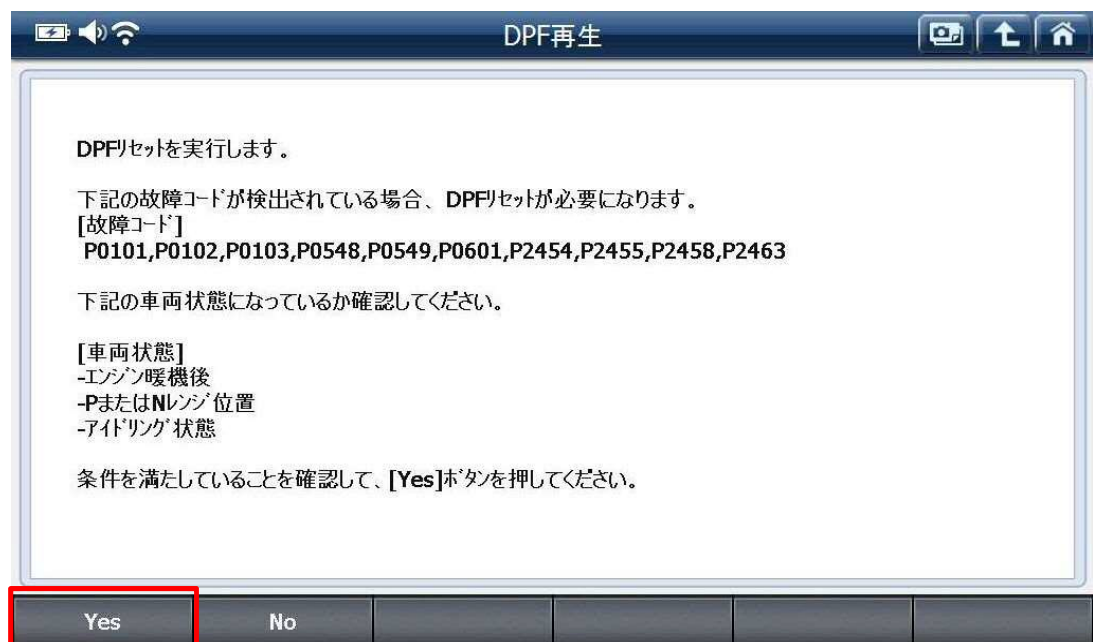 DPF再生
DPFﾘｾｯﾄを実行します。
下記の故障ｺｰﾄﾞが検出されている場合、DPFﾘｾｯﾄが必要になります。
[故障ｺｰﾄﾞ]
P0101,P0102,P0103,P0548,P0549,P0601,P2454,P2455,P2458,P2463
下記の車両状態になっているか確認してください。
[車両状態]
-ｴﾝｼﾞﾝ暖機後
-PまたはNﾚﾝｼﾞ位置
-ｱｲﾄﾞﾘﾝｸﾞ状態
条件を満たしていることを確認して、[Yes]ﾎﾞﾀﾝを押してください。
Yes No